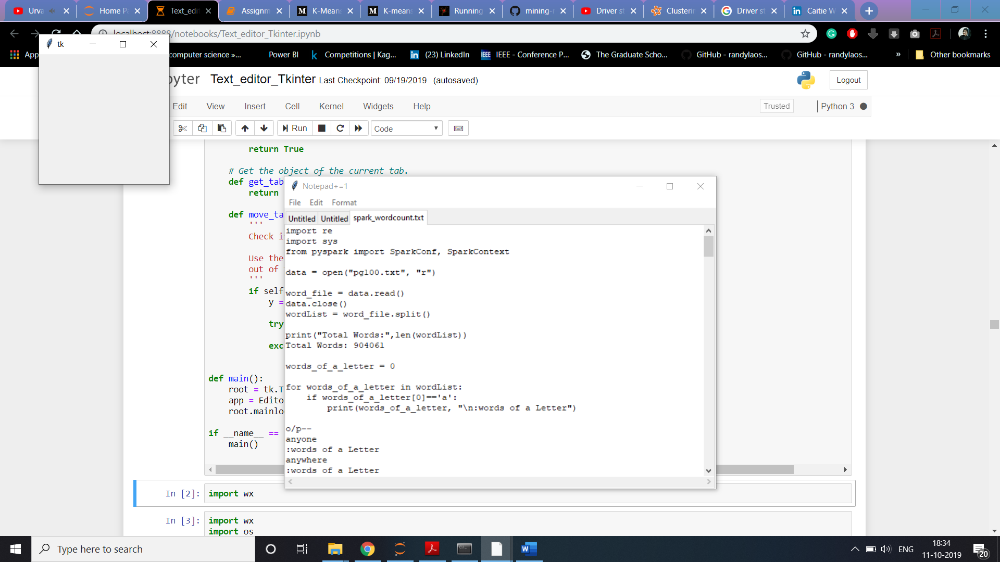 Urva
Home Pa
Text_edit
Assignm
K-Means
K-means
Running
mining-r
Driver st
Clusterin
Driver st
Caitie W
localhost:8888/notebooks/Text_editor_Tkinter.ipynb
tk
App
computer science »...
Power BI
Competitions | Kag...
(23) LinkedIn
IEEE - Conference P...
The Graduate Scho...
GitHub - randylaos...
GitHub - randylaos...
»
Other bookmarks
pyter
Text_editor_Tkinter Last Checkpoint: 09/19/2019 (autosaved)
Logout
Edit View Insert Cell Kernel Widgets Help
Trusted
Python 3
Run
Code
return True
# Get the object of the current tab.
def get_tab
return
def move_ta
'''
Check i
Use the
out of
'''
if self
y =
try
exc
def main():
root = tk.T
app = Edito
root.mainlo
if __name__ ==
main()
Notepad+=1
File Edit Format
Untitled Untitled spark_wordcount.txt
import re
import sys
from pyspark import SparkConf, SparkContext
data = open("pg100.txt", "r")
word_file = data.read()
data.close()
wordList = word_file.split()
print("Total Words:",len(wordList))
Total Words: 904061
words_of_a_letter = 0
for words_of_a_letter in wordList:
if words_of_a_letter[0]=='a':
print(words_of_a_letter, "\n:words of a Letter")
o/p--
anyone
:words of a Letter
anywhere
:words of a Letter
In [2]: import wx
In [3]: import wx
import os
Type here to search
ENG
18:34
11-10-2019
20